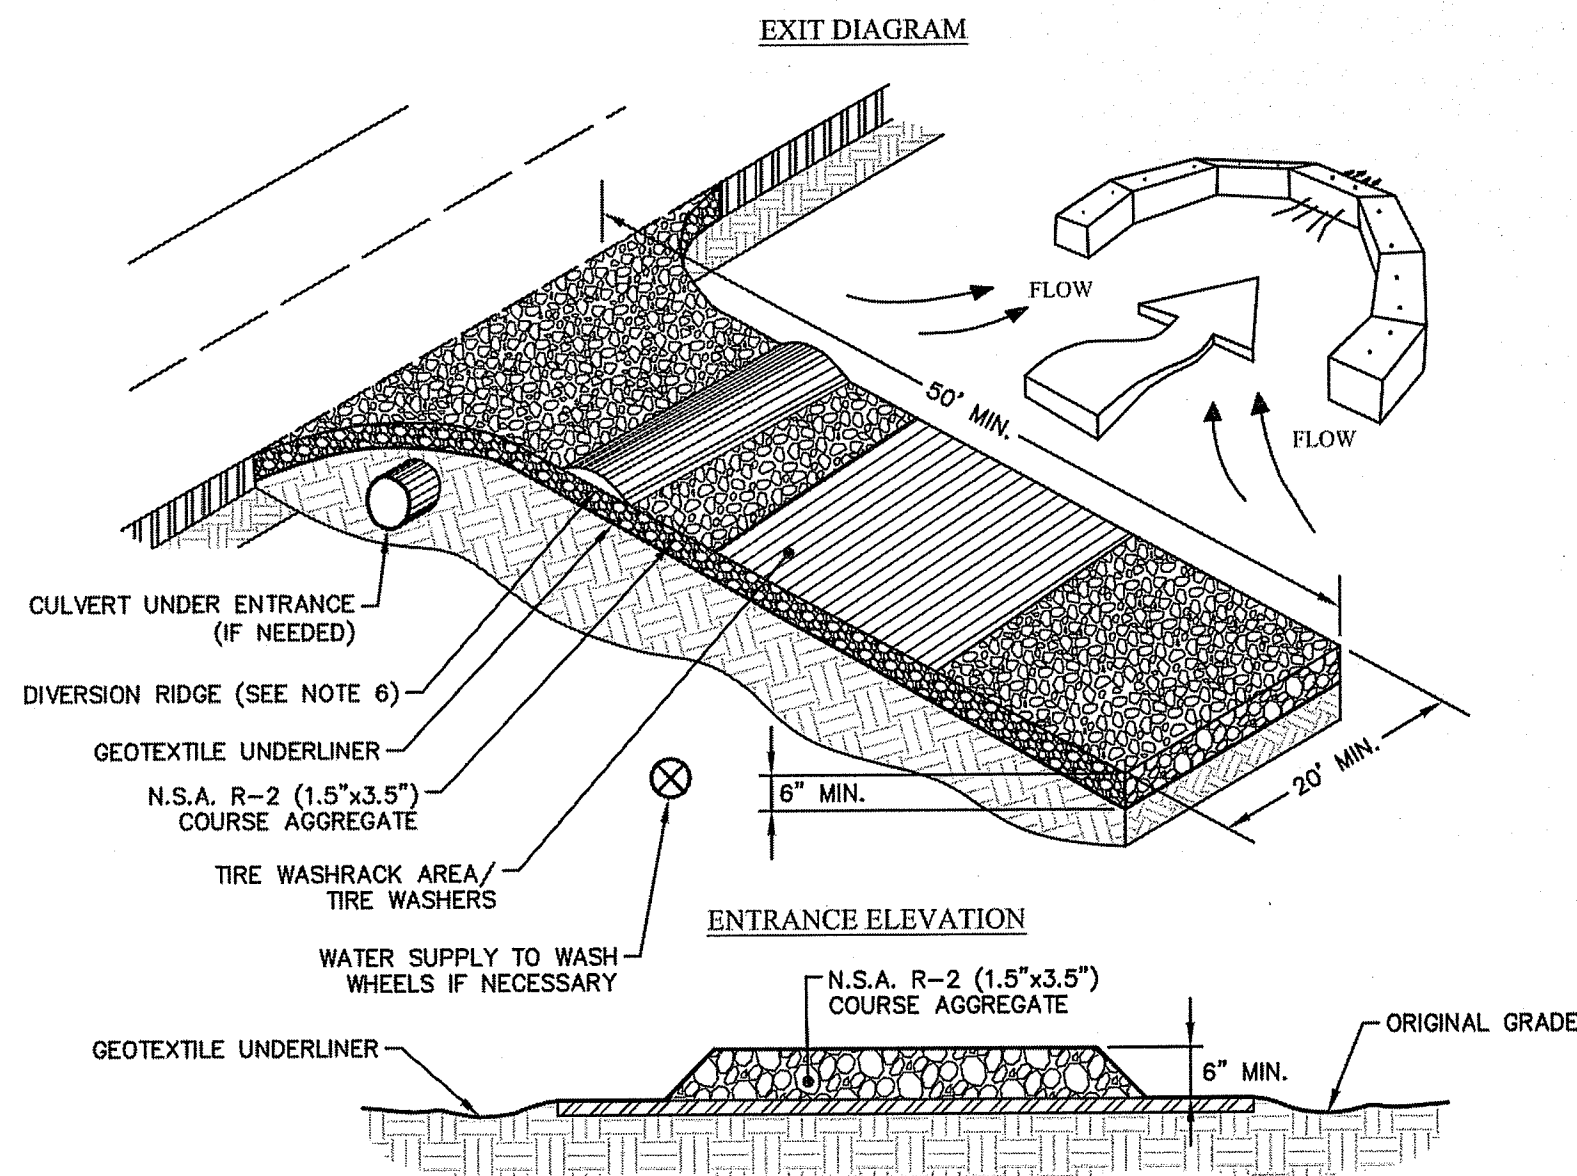 EXIT DIAGRAM
FLOW
50' MIN.
FLOW
CULVERT UNDER ENTRANCE
(IF NEEDED)
DIVERSION RIDGE (SEE NOTE 6)
GEOTEXTILE UNDERLINER
N.S.A. R-2 (1.5"x3.5")
COURSE AGGREGATE
6" MIN.
20' MIN.
TIRE WASHRACK AREA/
TIRE WASHERS
WATER SUPPLY TO WASH
WHEELS IF NECESSARY
ENTRANCE ELEVATION
N.S.A. R-2 (1.5"x3.5")
COURSE AGGREGATE
GEOTEXTILE UNDERLINER
ORIGINAL GRADE
6" MIN.